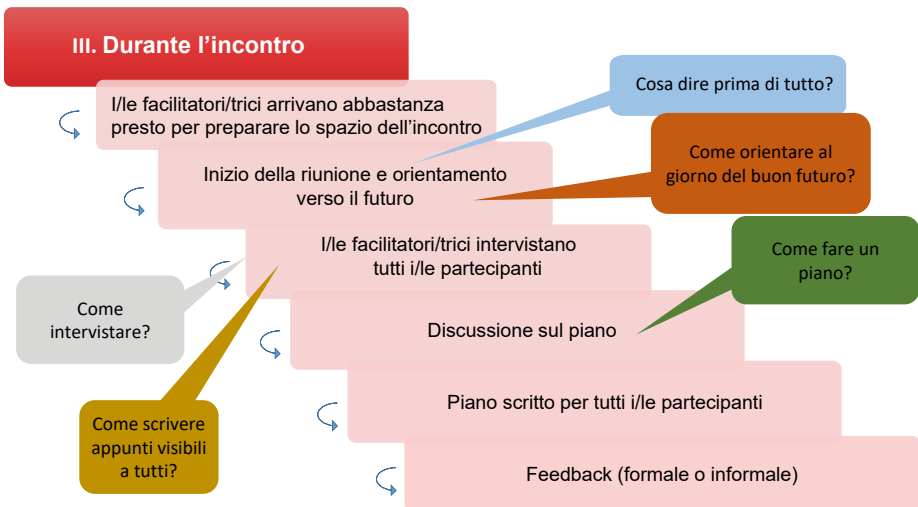 III. Durante l’incontro
Cosa dire prima di tutto?
I/le facilitatori/trici arrivano abbastanza
presto per preparare lo spazio dell’incontro
Come orientare al
giorno del buon futuro?
Inizio della riunione e orientamento
verso il futuro
I/le facilitatori/trici intervistano
tutti i/le partecipanti
Come fare un
piano?
Come
intervistare?
Discussione sul piano
Piano scritto per tutti i/le partecipanti
Come scrivere
appunti visibili
a tutti?
Feedback (formale o informale)